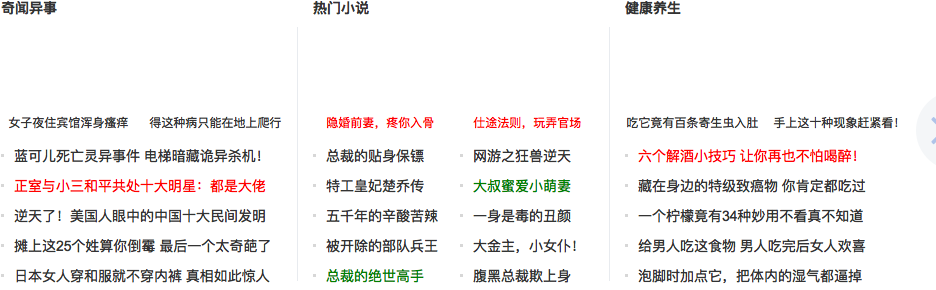 奇闻异事
女子夜住宾馆浑身瘙痒 得这种病只能在地上爬行
蓝可儿死亡灵异事件 电梯暗藏诡异杀机！
正室与小三和平共处十大明星：都是大佬
逆天了！美国人眼中的中国十大民间发明
摊上这25个姓算你倒霉 最后一个太奇葩了
日本女人穿和服就不穿内裤 真相如此惊人
热门小说
隐婚前妻，疼你入骨 仕途法则，玩弄官场
总裁的贴身保镖 网游之狂兽逆天
特工皇妃楚乔传 大叔蜜爱小萌妻
五千年的辛酸苦辣 一身是毒的丑颜
被开除的部队兵王 大金主，小女仆！
总裁的绝世高手 腹黑总裁欺上身
健康养生
吃它竟有百条寄生虫入肚 手上这十种现象赶紧看！
六个解酒小技巧 让你再也不怕喝醉！
藏在身边的特级致癌物 你肯定都吃过
一个柠檬竟有34种妙用不看真不知道
给男人吃这食物 男人吃完后女人欢喜
泡脚时加点它，把体内的湿气都逼掉